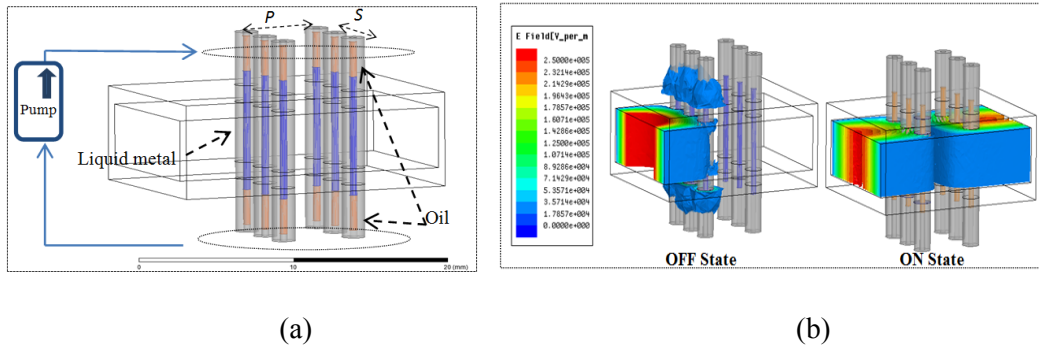 P
S
Pump
Liquid metal
Oil
0
10
20 (mm)
(a)
E Field[V_per_m
2.5000e+005
2.3214e+005
2.1429e+005
1.9643e+005
1.7857e+005
1.6071e+005
1.4286e+005
1.2500e+005
1.0714e+005
8.9286e+004
7.1429e+004
5.3571e+004
3.5714e+004
1.7857e+004
0.0000e+000
OFF State
ON State
(b)